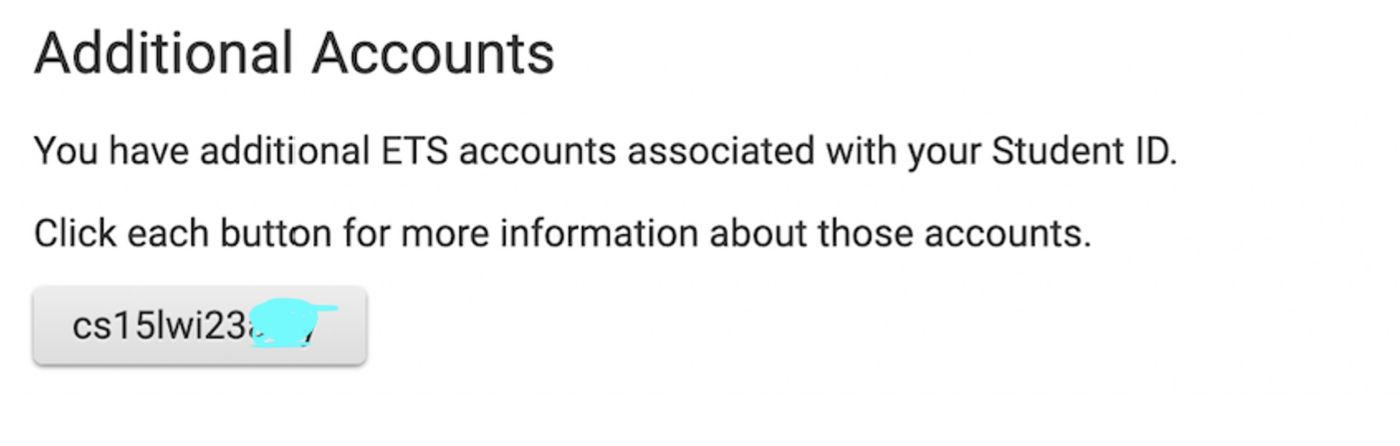 Additional Accounts
You have additional ETS accounts associated with your Student ID.
Click each button for more information about those accounts.
cs15lwi23